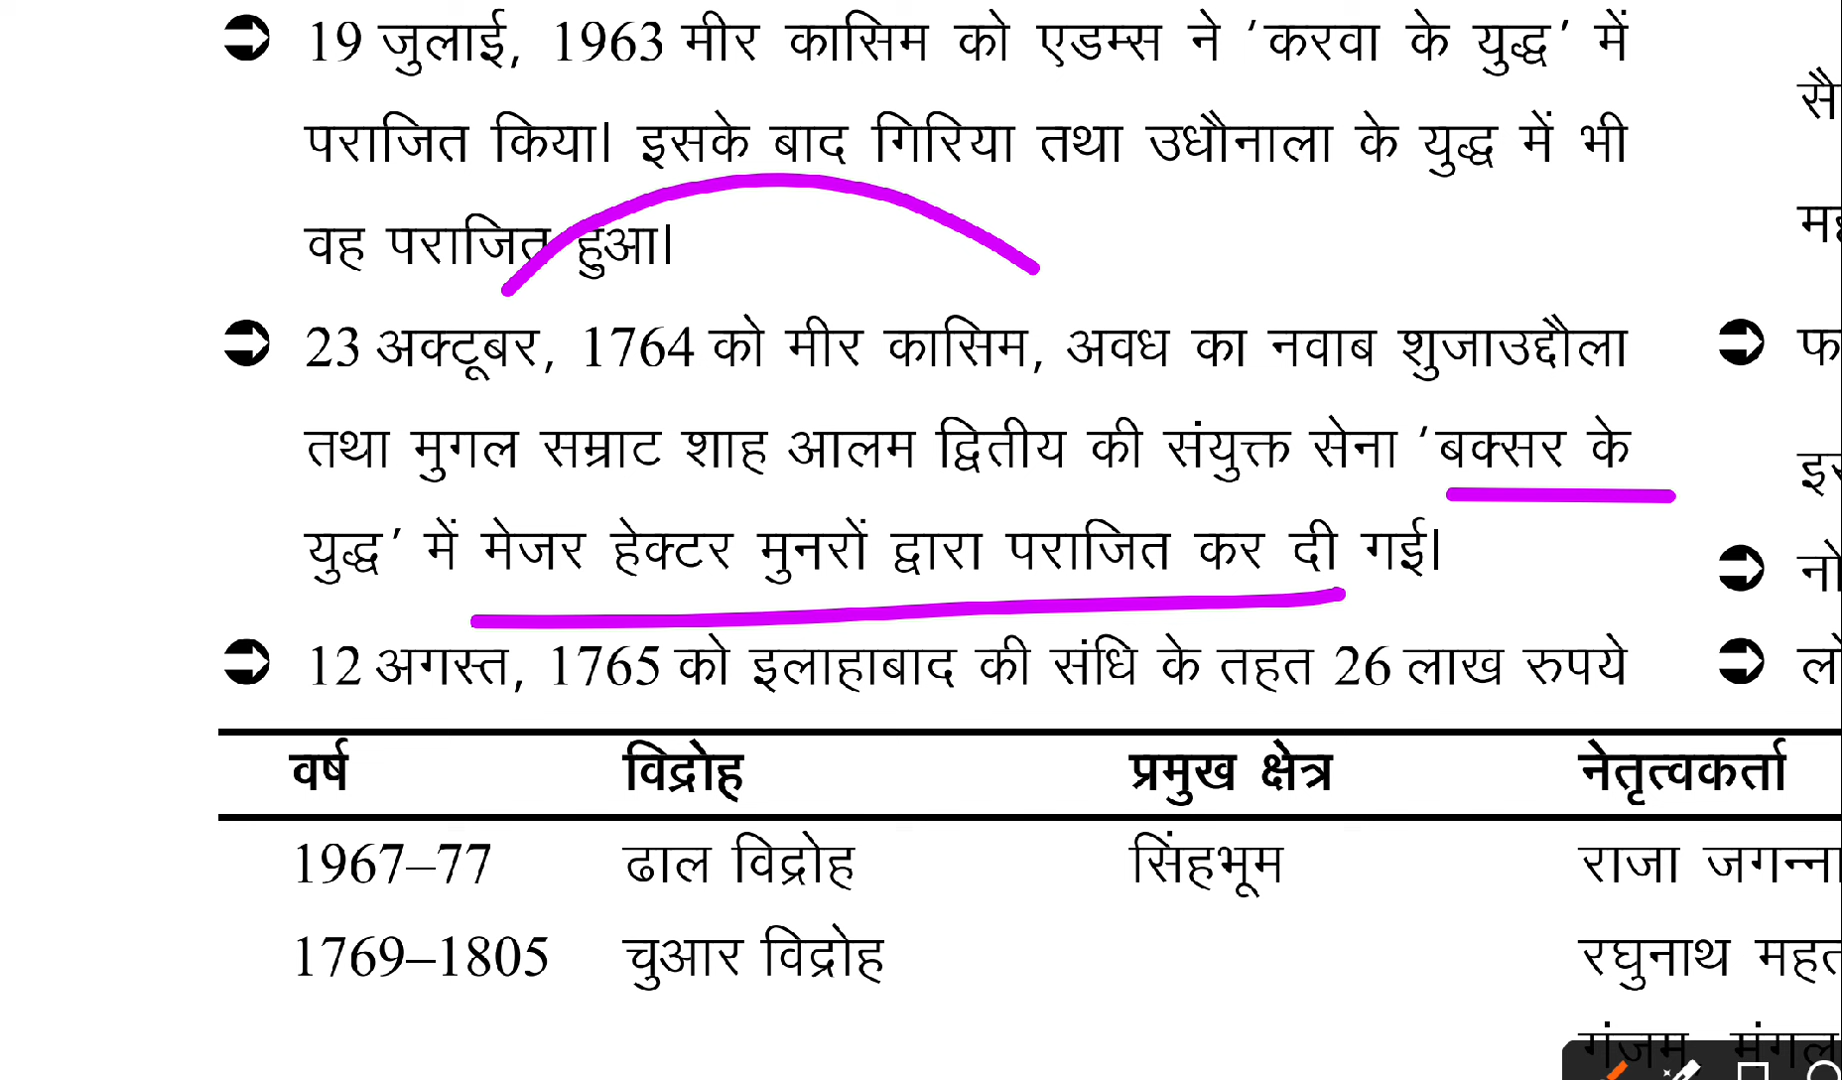 19 जुलाई, 1963 मीर कासिम को एडम्स ने ’करवा के युद्ध’ में
पराजित किया। इसके बाद गिरिया तथा उधौनाला के युद्ध में भी
वह पराजित हुआ।
23 अक्टूबर, 1764 को मीर कासिम, अवध का नवाब शुजाउद्दौला
तथा मुगल सम्राट शाह आलम द्वितीय की संयुक्त सेना ’बक्सर के
युद्ध’ में मेजर हेक्टर मुनरों द्वारा पराजित कर दी गई।
12 अगस्त, 1765 को इलाहाबाद की संधि के तहत 26 लाख रुपये
वर्ष विद्रोह प्रमुख क्षेत्र नेतृत्वकर्ता
1967–77 ढाल विद्रोह सिंहभूम राजा
1769–1805 चुआर विद्रोह रघुनाथ